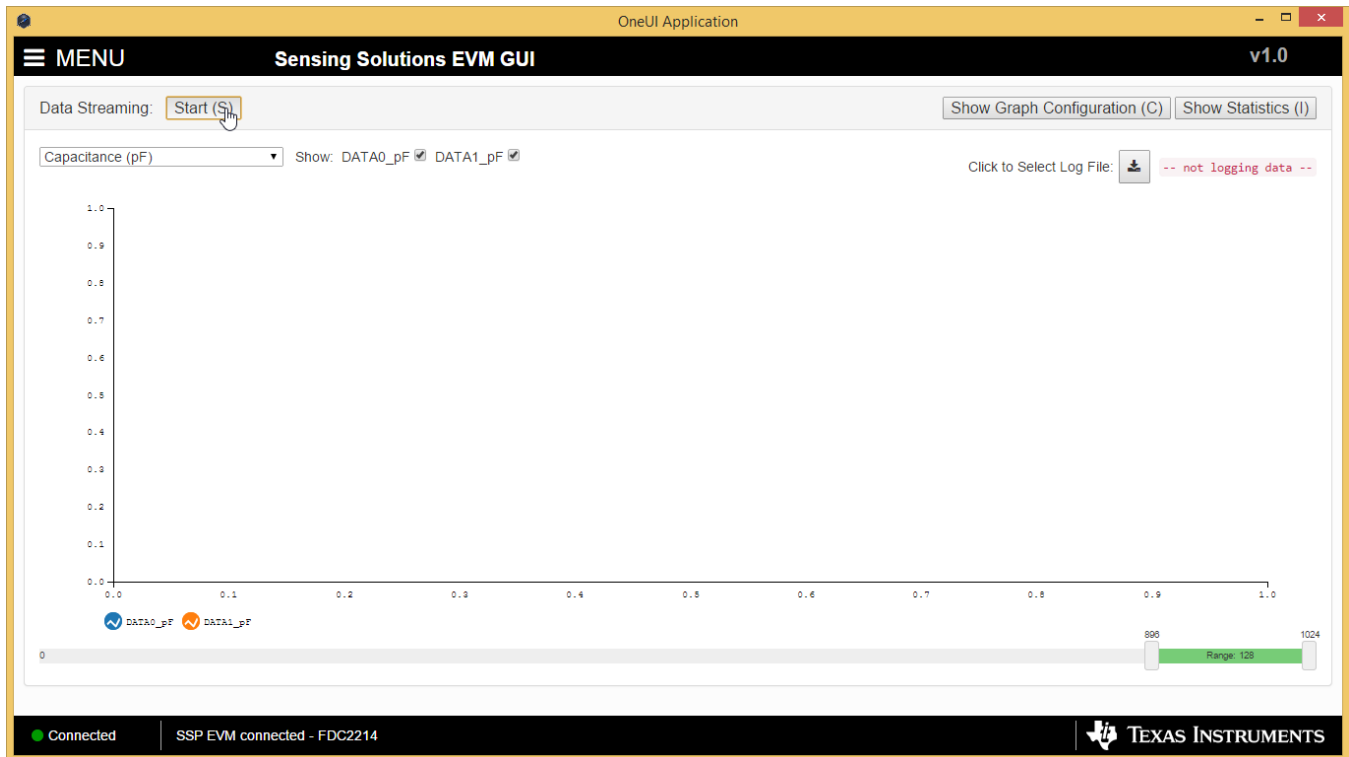 OneUI Application
MENU Sensing Solutions EVM GUI v1.0
Data Streaming: Start (S) Show Graph Configuration (C) Show Statistics (I)
Capacitance (pF) Show: DATA0_pF DATA1_pF Click to Select Log File: -- not logging data --
1.0
0.9
0.8
0.7
0.6
0.5
0.4
0.3
0.2
0.1
0.0
0.0 0.1 0.2 0.3 0.4 0.5 0.6 0.7 0.8 0.9 1.0
DATA0_pF DATA1_pF
896 1024
0 Range: 128
Connected SSP EVM connected - FDC2214 TEXAS INSTRUMENTS